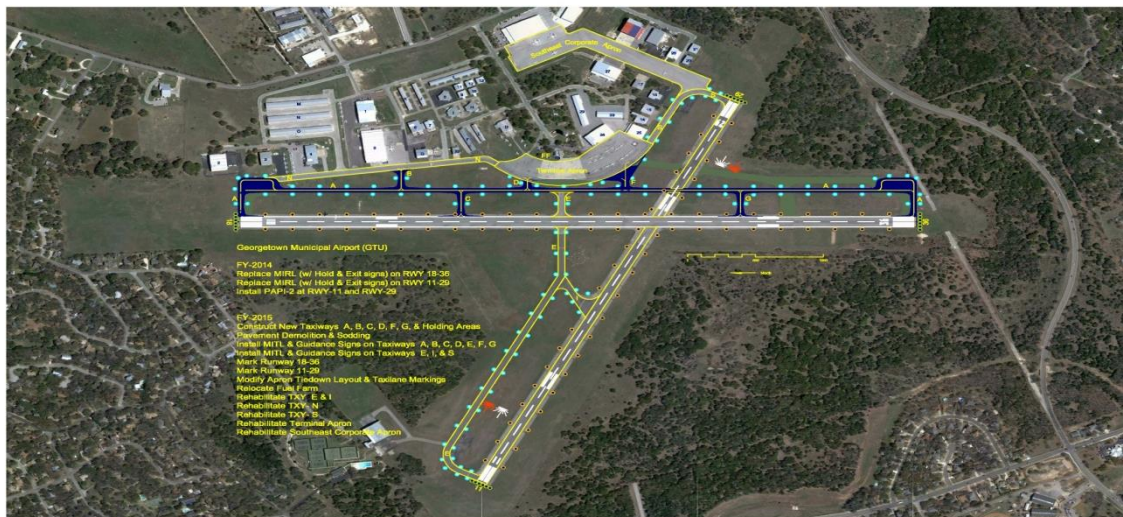 Southeast Corporate Apron
Terminal Apron
N
A
B
D
F
A
A
C
G
E
E
Georgetown Municipal Airport (GTU)
FY-2014
Replace MIRL (w/ Hold & Exit signs) on RWY 18-36
Replace MIRL (w/ Hold & Exit signs) on RWY 11-29
Install PAPI-2 at RWY-11 and RWY-29
FY-2015
Construct New Taxiways A, B, C, D, F, G, & Holding Areas
Pavement Demolition & Sodding
Install MITL & Guidance Signs on Taxiways A, B, C, D, E, F, G
Install MITL & Guidance Signs on Taxiways E, I, & S
Mark Runway 18-36
Mark Runway 11-29
Modify Apron Tiedown Layout & Taxilane Markings
Relocate Fuel Farm
Rehabilitate TXY E & I
Rehabilitate TXY- N
Rehabilitate TXY- S
Rehabilitate Terminal Apron
Rehabilitate Southeast Corporate Apron